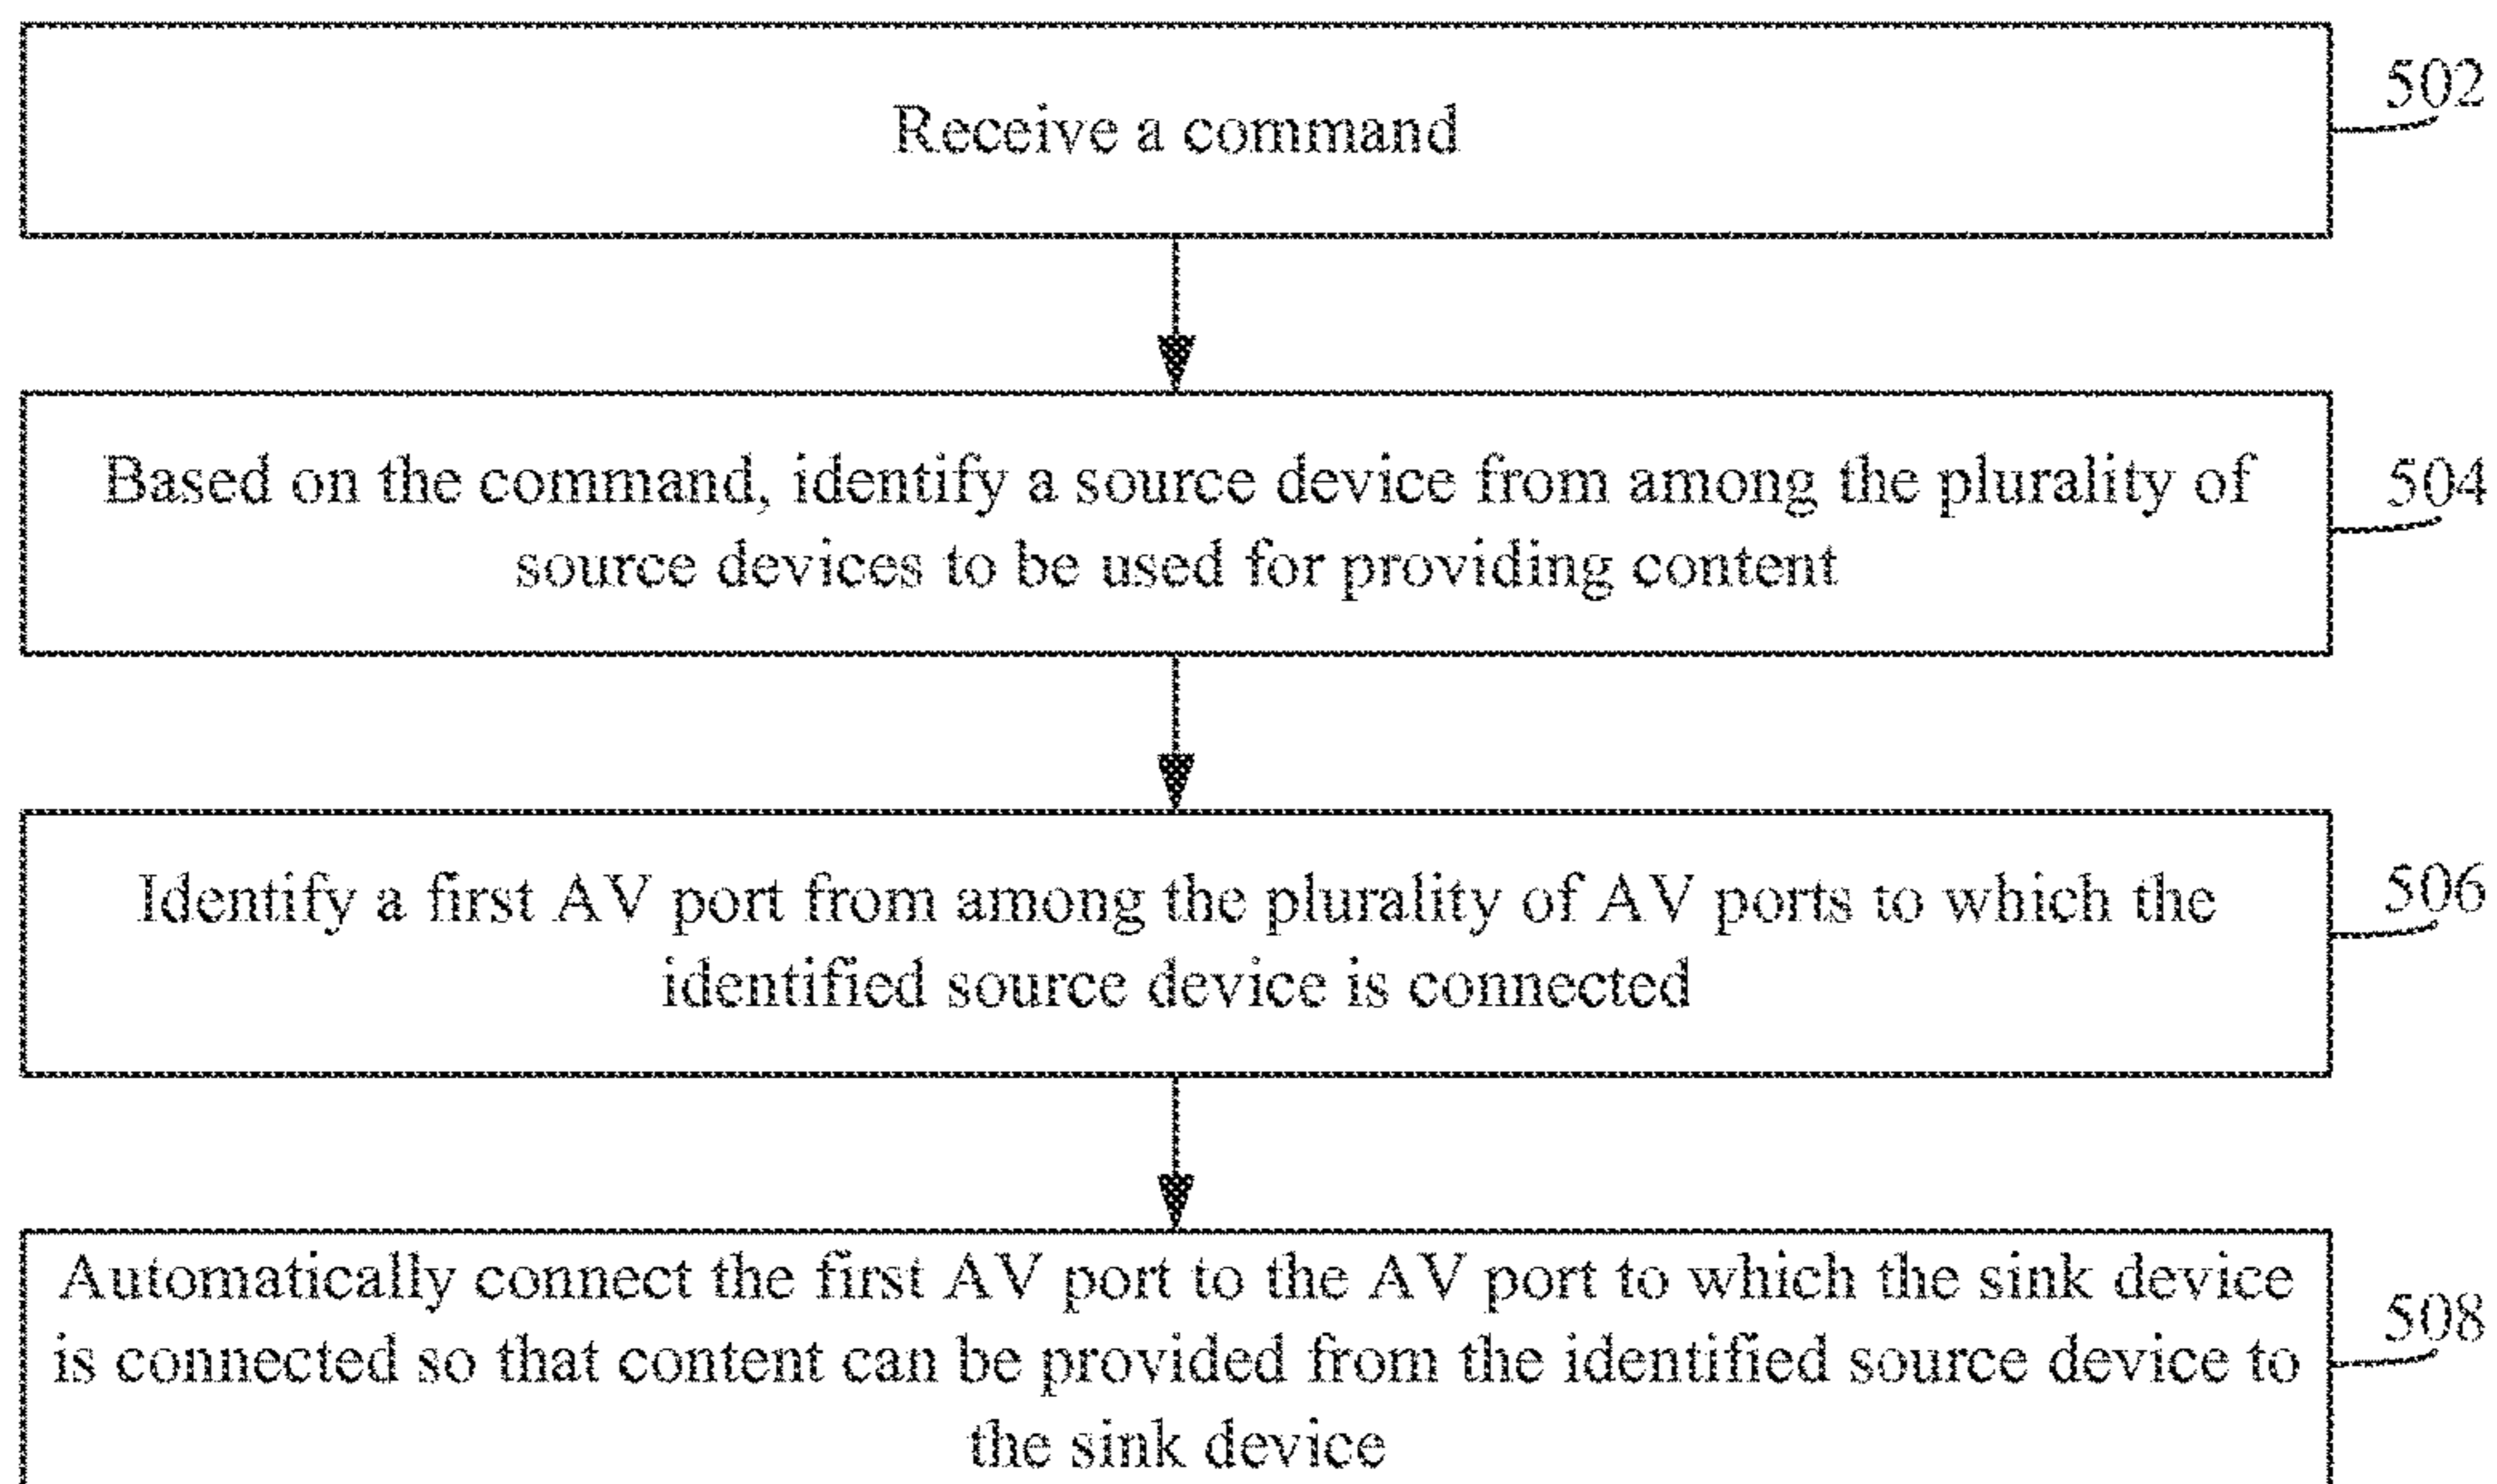 Receive a command
502
Based on the command, identify a source device from among the plurality of
source devices to be used for providing content
504
Identify a first AV port from among the plurality of AV ports to which the
identified source device is connected
506
Automatically connect the first AV port to the AV port to which the sink device
is connected so that content can be provided from the identified source device to
the sink device
508